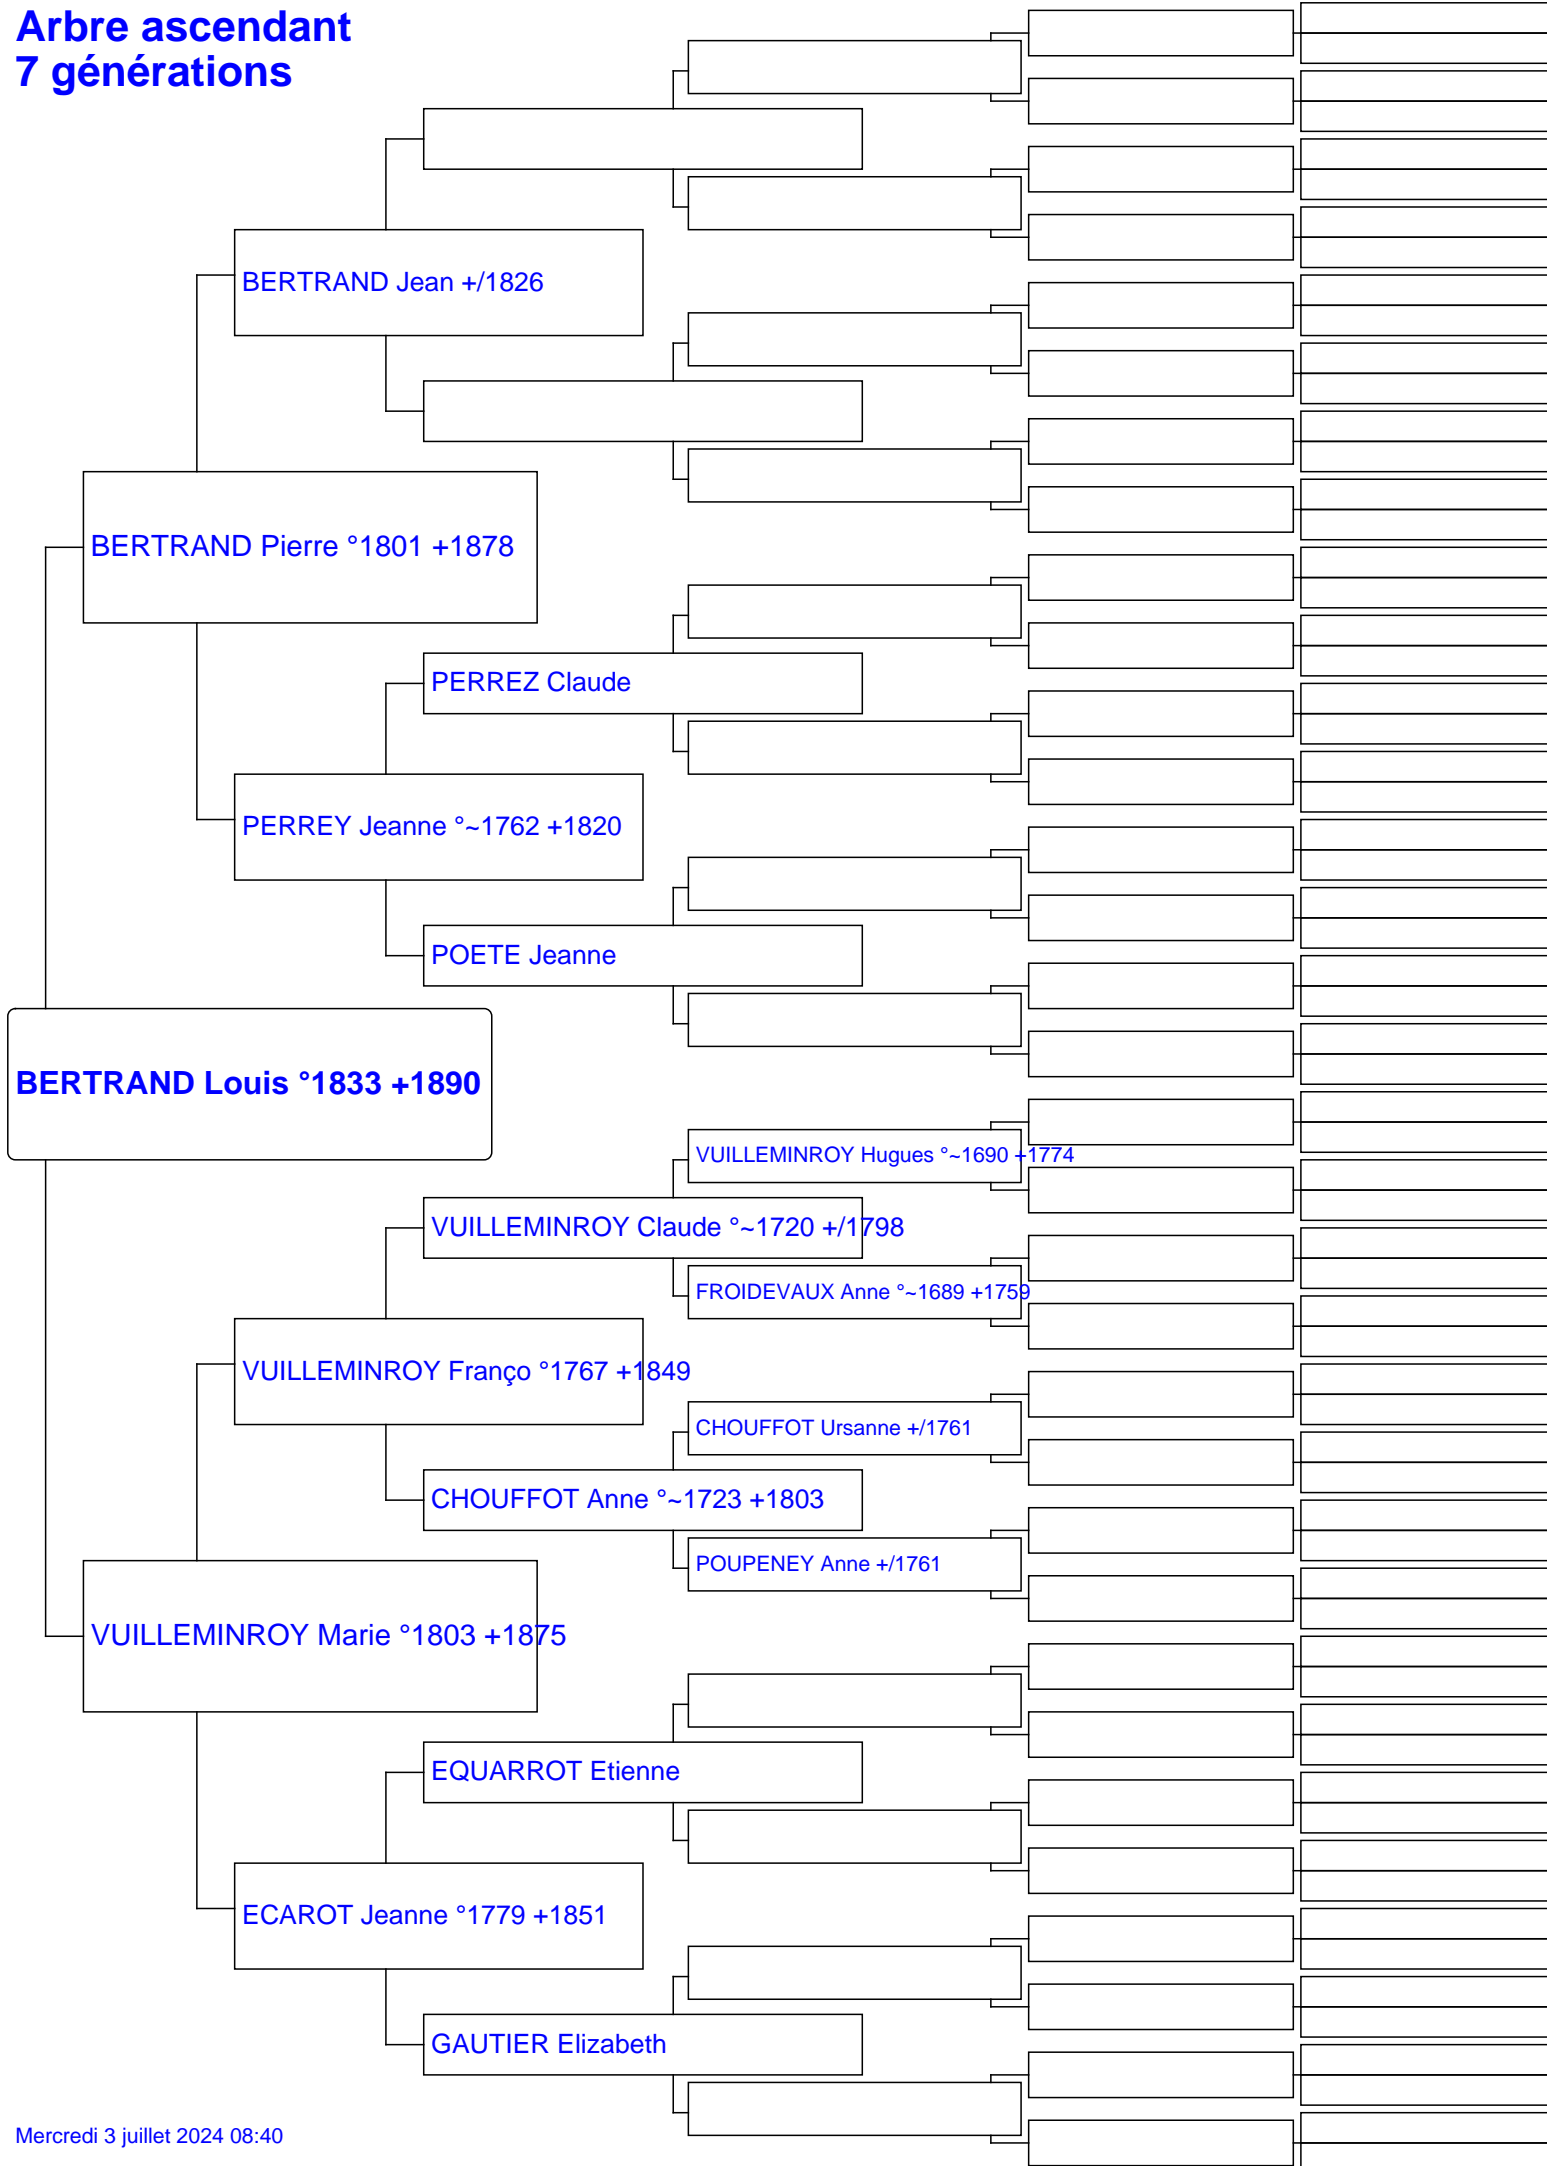 Arbre ascendant
7 générations
BERTRAND Jean +/1826
BERTRAND Pierre °1801 +1878
PERREZ Claude
PERREY Jeanne °~1762 +1820
POETE Jeanne
BERTRAND Louis °1833 +1890
VUILLEMINROY Hugues °~1690 +1774
VUILLEMINROY Claude °~1720 +/1798
FROIDEVAUX Anne °~1689 +1759
VUILLEMINROY Franço °1767 +1849
CHOUFFOT Ursanne +/1761
CHOUFFOT Anne °~1723 +1803
POUPENEY Anne +/1761
VUILLEMINROY Marie °1803 +1875
EQUARROT Etienne
ECAROT Jeanne °1779 +1851
GAUTIER Elizabeth
Mercredi 3 juillet 2024 08:40